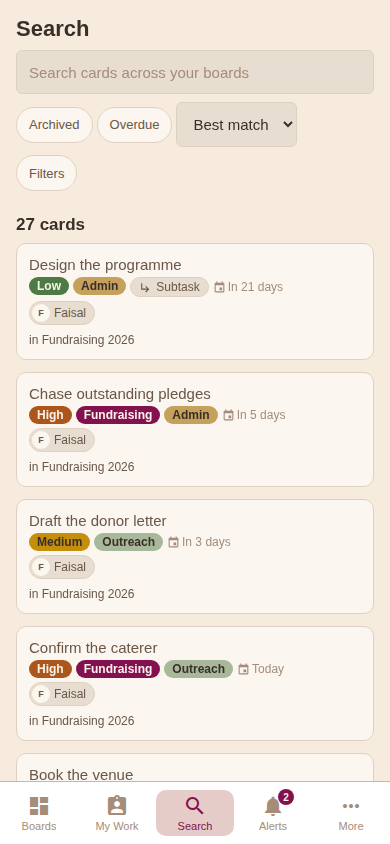 Search
Search cards across your boards
Archived Overdue Best match
Filters
27 cards
Design the programme
Low Admin Subtask In 21 days
F Faisal
in Fundraising 2026
Chase outstanding pledges
High Fundraising Admin In 5 days
F Faisal
in Fundraising 2026
Draft the donor letter
Medium Outreach In 3 days
F Faisal
in Fundraising 2026
Confirm the caterer
High Fundraising Outreach Today
F Faisal
in Fundraising 2026
Book the venue
2
Boards My Work Search Alerts More